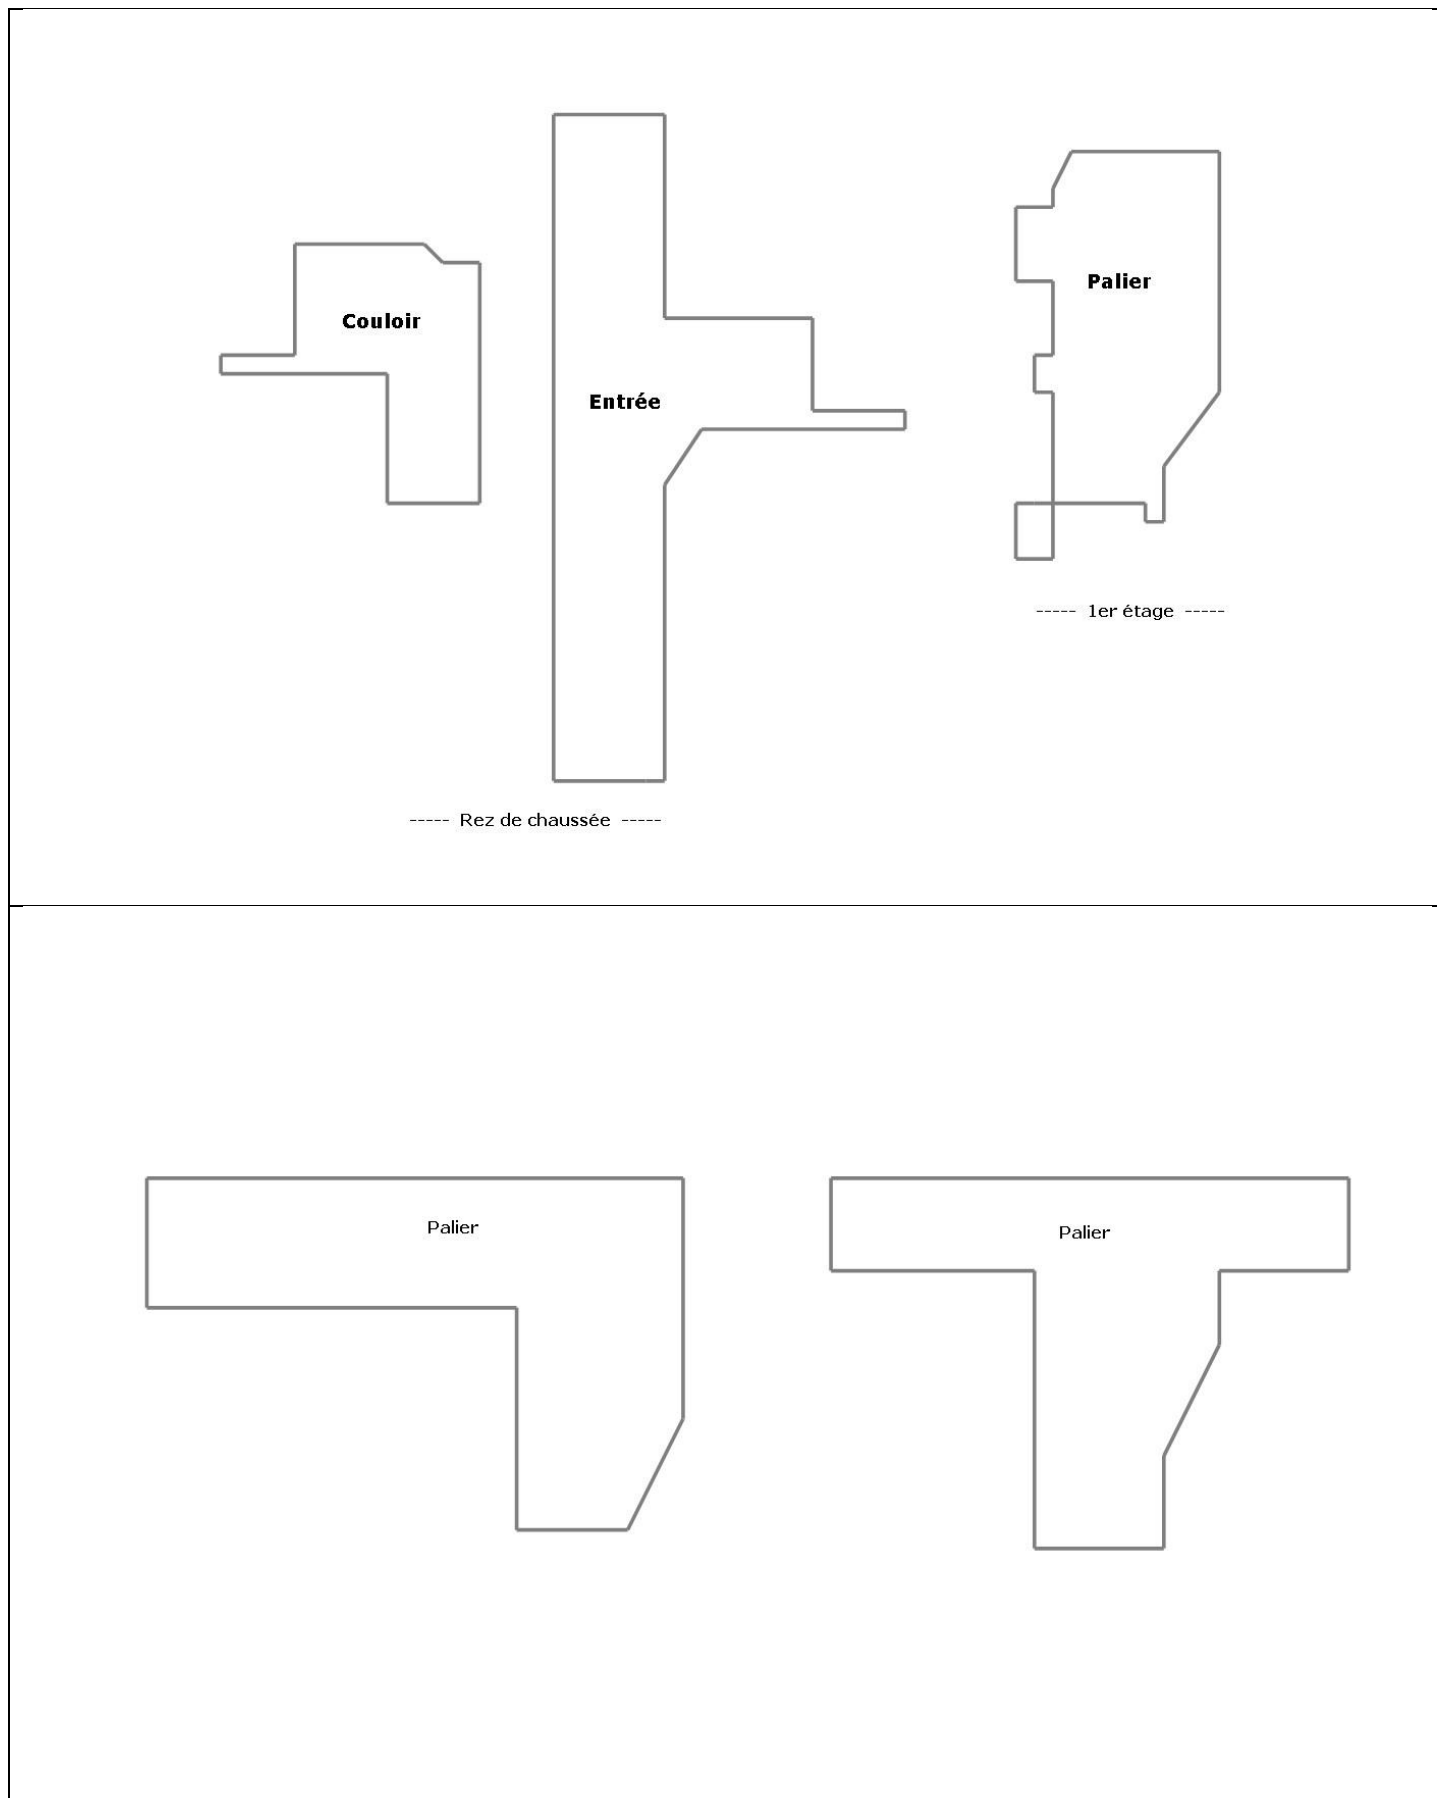 Couloir
Entrée
Palier
----- 1er étage -----
----- Rez de chaussée -----
Palier
Palier